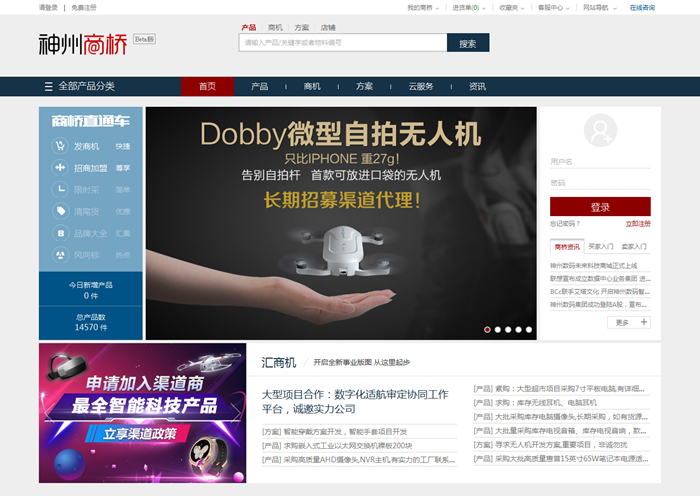 请登录 | 免费注册
我的商桥 进货单(0) 收藏夹 客服中心 网站导航 在线咨询
神州商桥 Beta版
产品 商机 方案 店铺
请输入产品/关键字或者物料编号
搜索
全部产品分类
首页 产品 商机 方案 云服务 资讯
商桥直通车
发商机 快捷
招商加盟 尊享
限时采 简单
清尾货 优惠
品牌大全 汇集
风向标 热点
今日新增产品
0 件
总产品数
14570 件
Dobby微型自拍无人机
只比IPHONE 重27g！
告别自拍杆 首款可放进口袋的无人机
长期招募渠道代理！
用户名
密码
登录
忘记密码？ 立即注册
商桥资讯 买家入门 卖家入门
神州数码未来科技商城正式上线
联想宣布成立数据中心业务集团 进...
BCc联手艾塔文化 开启神州数码智...
神州数码集团成功登陆A股，宣布...
更多 +
申请加入渠道商
最全智能科技产品
立享渠道政策
汇商机 / 开启全新事业版图 从这里起步
大型项目合作：数字化适航审定协同工作
平台，诚邀实力公司
[方案] 智能穿戴方案开发，智能手套项目开发
[产品] 求购嵌入式工业以太网交换机裸板200块
[产品] 采购高质量AHD摄像头,NVR主机,有实力的工厂联系...
[产品] 紧购：大型超市项目采购7寸平板电脑,有详细...
[产品] 求购：库存无线耳机、电脑耳机
[产品] 大批采购库存电脑摄像头,长期采购，如有货源...
[产品] 大批量采购库存电脑视音箱、库存电脑视音响，款...
[方案] 寻求无人机开发方案,重要项目，非诚勿扰
[产品] 采购大批高质量惠普15英寸65W笔记本电源适...